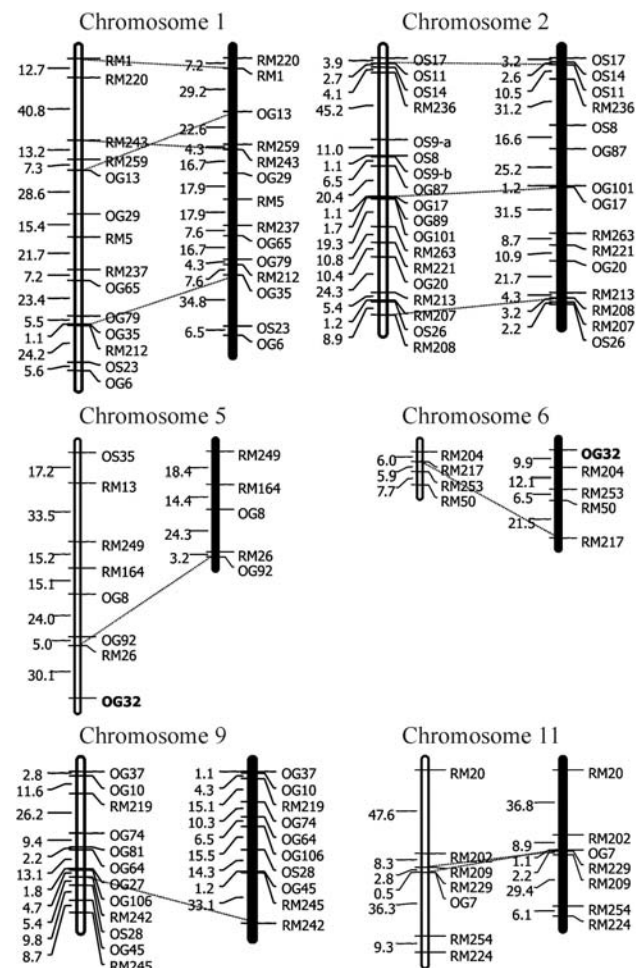 Chromosome 1
12.7
40.8
13.2
7.3
28.6
15.4
21.7
7.2
23.4
5.5
1.1
24.2
5.6
RM1
RM220
RM243
RM259
OG13
OG29
RM5
RM237
OG65
OG79
OG35
RM212
OS23
OG6
7.2
29.2
22.6
4.3
16.7
17.9
17.9
7.6
16.7
4.3
7.6
34.8
6.5
RM220
RM1
OG13
RM259
RM243
OG29
RM5
RM237
OG65
OG79
RM212
OG35
OS23
OG6
Chromosome 2
3.9
2.7
4.1
45.2
11.0
1.1
6.5
20.4
1.1
1.7
19.3
10.8
10.4
24.3
5.4
1.2
8.9
OS17
OS11
OS14
RM236
OS9-a
OS8
OS9-b
OG87
OG17
OG89
OG101
RM263
RM221
OG20
RM213
RM207
OS26
RM208
3.2
2.6
10.5
31.2
16.6
25.2
1.2
31.5
8.7
10.9
21.7
4.3
3.2
2.2
OS17
OS14
OS11
RM236
OS8
OG87
OG101
OG17
RM263
RM221
OG20
RM213
RM208
RM207
OS26
Chromosome 5
17.2
33.5
15.2
15.1
24.0
5.0
30.1
OS35
RM13
RM249
RM164
OG8
OG92
RM26
OG32
18.4
14.4
24.3
3.2
RM249
RM164
OG8
RM26
OG92
Chromosome 6
6.0
5.9
7.7
RM204
RM217
RM253
RM50
9.9
12.1
6.5
21.5
OG32
RM204
RM253
RM50
RM217
Chromosome 9
2.8
11.6
26.2
9.4
2.2
13.1
1.8
4.7
5.4
9.8
8.7
OG37
OG10
RM219
OG74
OG81
OG64
OG27
OG106
RM242
OS28
OG45
RM245
1.1
4.3
15.1
10.3
6.5
15.5
14.3
1.2
33.1
OG37
OG10
RM219
OG74
OG64
OG106
OS28
OG45
RM245
RM242
Chromosome 11
47.6
8.3
2.8
0.5
36.3
9.3
RM20
RM202
RM209
RM229
OG7
RM254
RM224
36.8
8.9
1.1
2.2
29.4
6.1
RM20
RM202
OG7
RM229
RM209
RM254
RM224